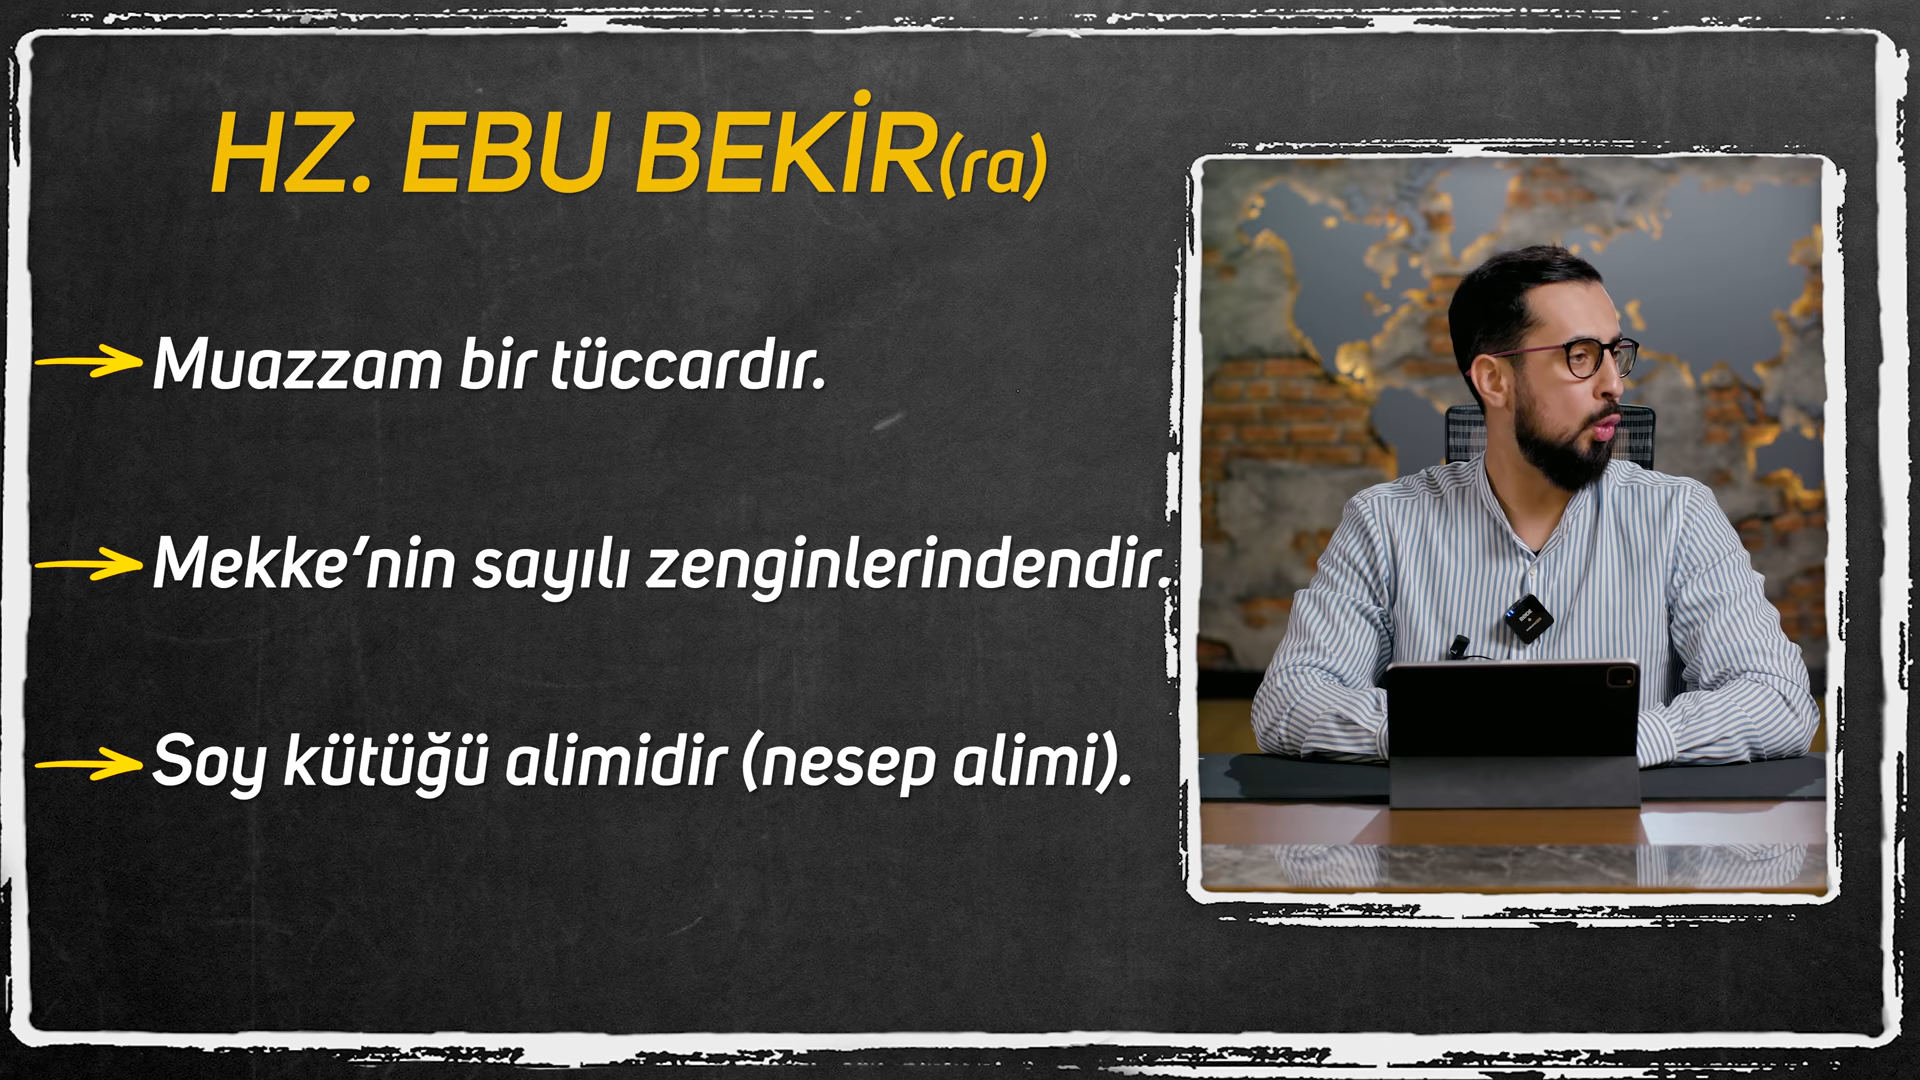 HZ. EBU BEKİR(ra)
Muazzam bir tüccardır.
Mekke’nin sayılı zenginlerindendir.
Soy kütüğü alimidir (nesep alimi).